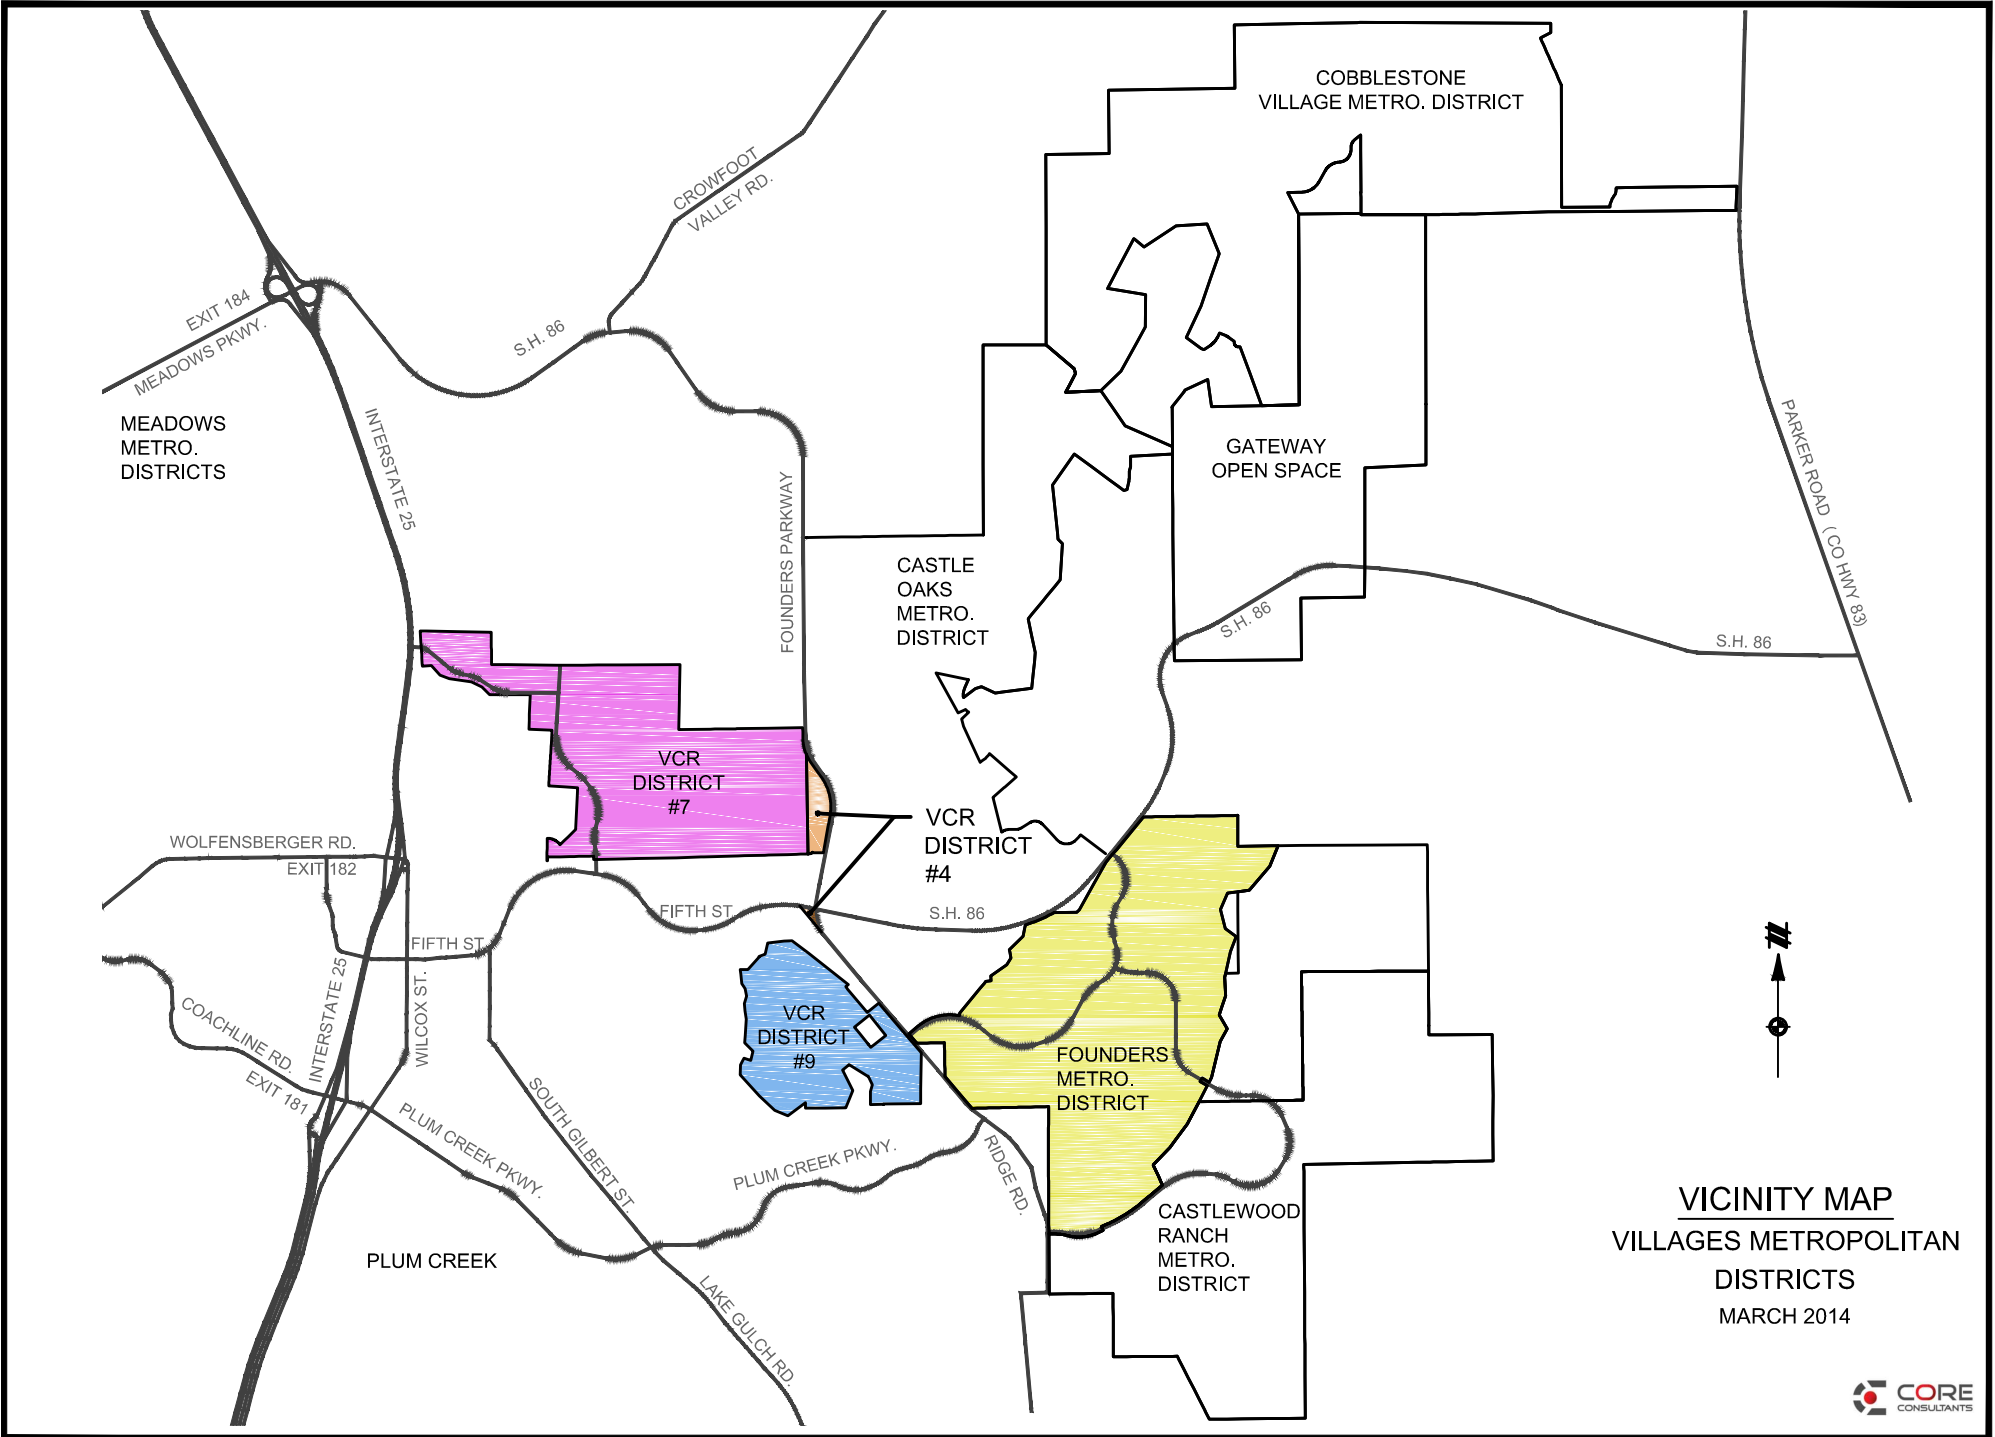 COBBLESTONE
VILLAGE METRO. DISTRICT
CROWFOOT
VALLEY RD.
EXIT 184
MEADOWS PKWY.
S.H. 86
MEADOWS
METRO.
DISTRICTS
INTERSTATE 25
FOUNDERS PARKWAY
GATEWAY
OPEN SPACE
PARKER ROAD (CO HWY 83)
CASTLE
OAKS
METRO.
DISTRICT
S.H. 86
S.H. 86
VCR
DISTRICT
#7
VCR
DISTRICT
#4
WOLFENSBERGER RD.
EXIT 182
FIFTH ST
S.H. 86
FIFTH ST.
INTERSTATE 25
WILCOX ST.
COACHLINE RD.
EXIT 181
VCR
DISTRICT
#9
FOUNDERS
METRO.
DISTRICT
PLUM CREEK PKWY.
SOUTH GILBERT ST.
PLUM CREEK PKWY.
RIDGE RD.
CASTLEWOOD
RANCH
METRO.
DISTRICT
PLUM CREEK
LAKE GULCH RD.
N
VICINITY MAP
VILLAGES METROPOLITAN
DISTRICTS
MARCH 2014
CORE
CONSULTANTS